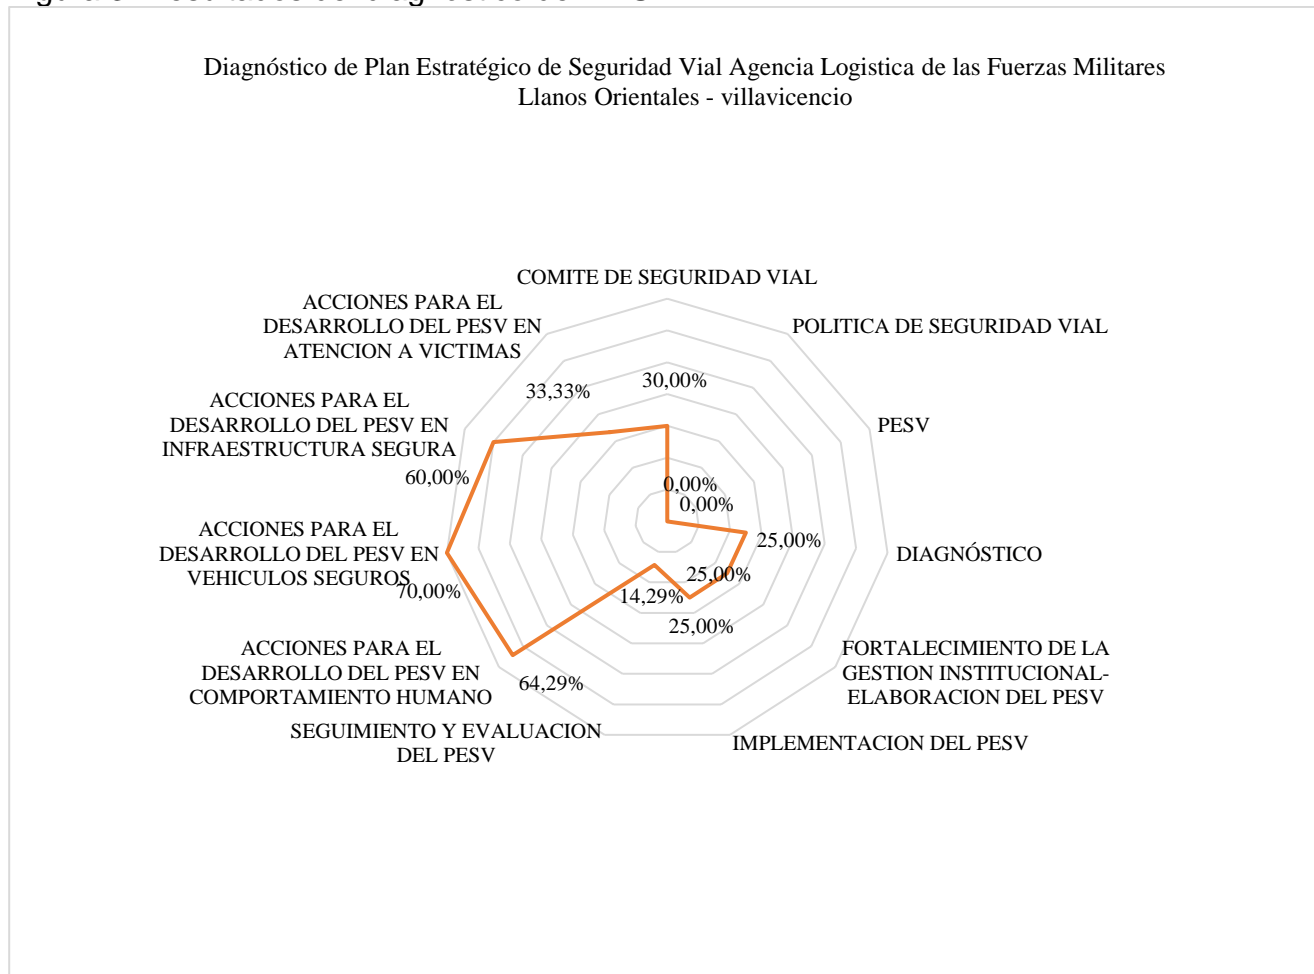 Diagnóstico de Plan Estratégico de Seguridad Vial Agencia Logistica de las Fuerzas Militares
Llanos Orientales - villavicencio
COMITE DE SEGURIDAD VIAL
ACCIONES PARA EL
DESARROLLO DEL PESV EN
ATENCION A VICTIMAS
POLITICA DE SEGURIDAD VIAL
30,00%
33,33%
ACCIONES PARA EL
DESARROLLO DEL PESV EN
INFRAESTRUCTURA SEGURA
PESV
60,00%
0,00%
0,00%
ACCIONES PARA EL
DESARROLLO DEL PESV EN
VEHICULOS SEGUROS
70,00%
25,00%
DIAGNÓSTICO
25,00%
14,29%
25,00%
ACCIONES PARA EL
DESARROLLO DEL PESV EN
COMPORTAMIENTO HUMANO
64,29%
FORTALECIMIENTO DE LA
GESTION INSTITUCIONAL-
ELABORACION DEL PESV
SEGUIMIENTO Y EVALUACION
DEL PESV
IMPLEMENTACION DEL PESV